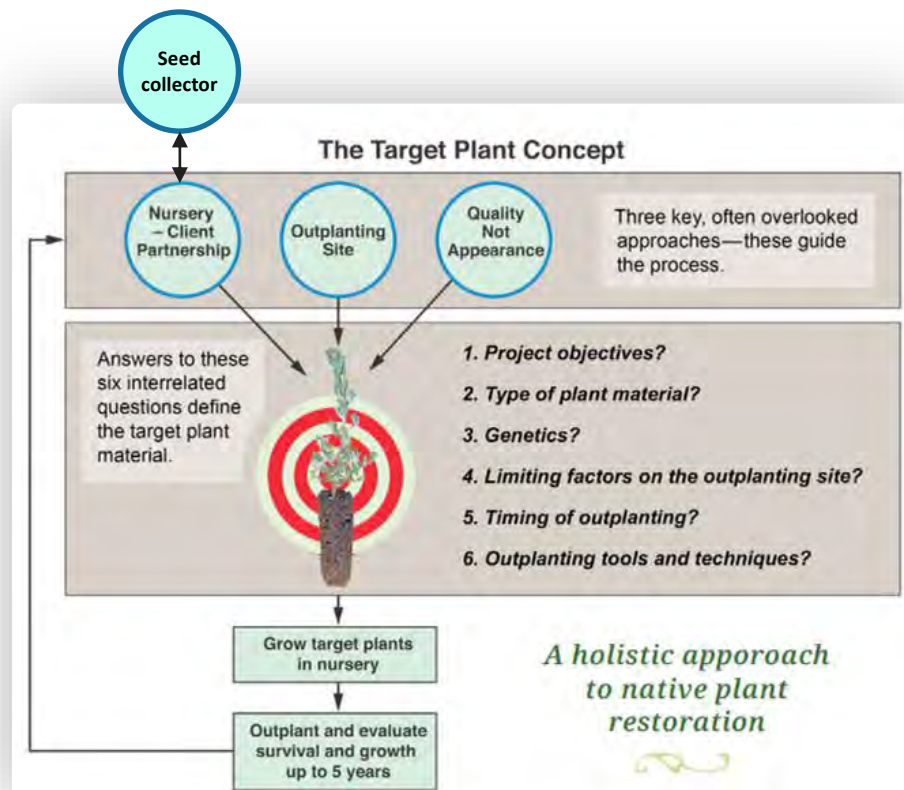 Seed
collector
The Target Plant Concept
Nursery
– Client
Partnership
Outplanting
Site
Quality
Not
Appearance
Three key, often overlooked
approaches—these guide
the process.
Answers to these
six interrelated
questions define
the target plant
material.
1. Project objectives?
2. Type of plant material?
3. Genetics?
4. Limiting factors on the outplanting site?
5. Timing of outplanting?
6. Outplanting tools and techniques?
Grow target plants
in nursery
Outplant and evaluate
survival and growth
up to 5 years
A holistic apporoach
to native plant
restoration